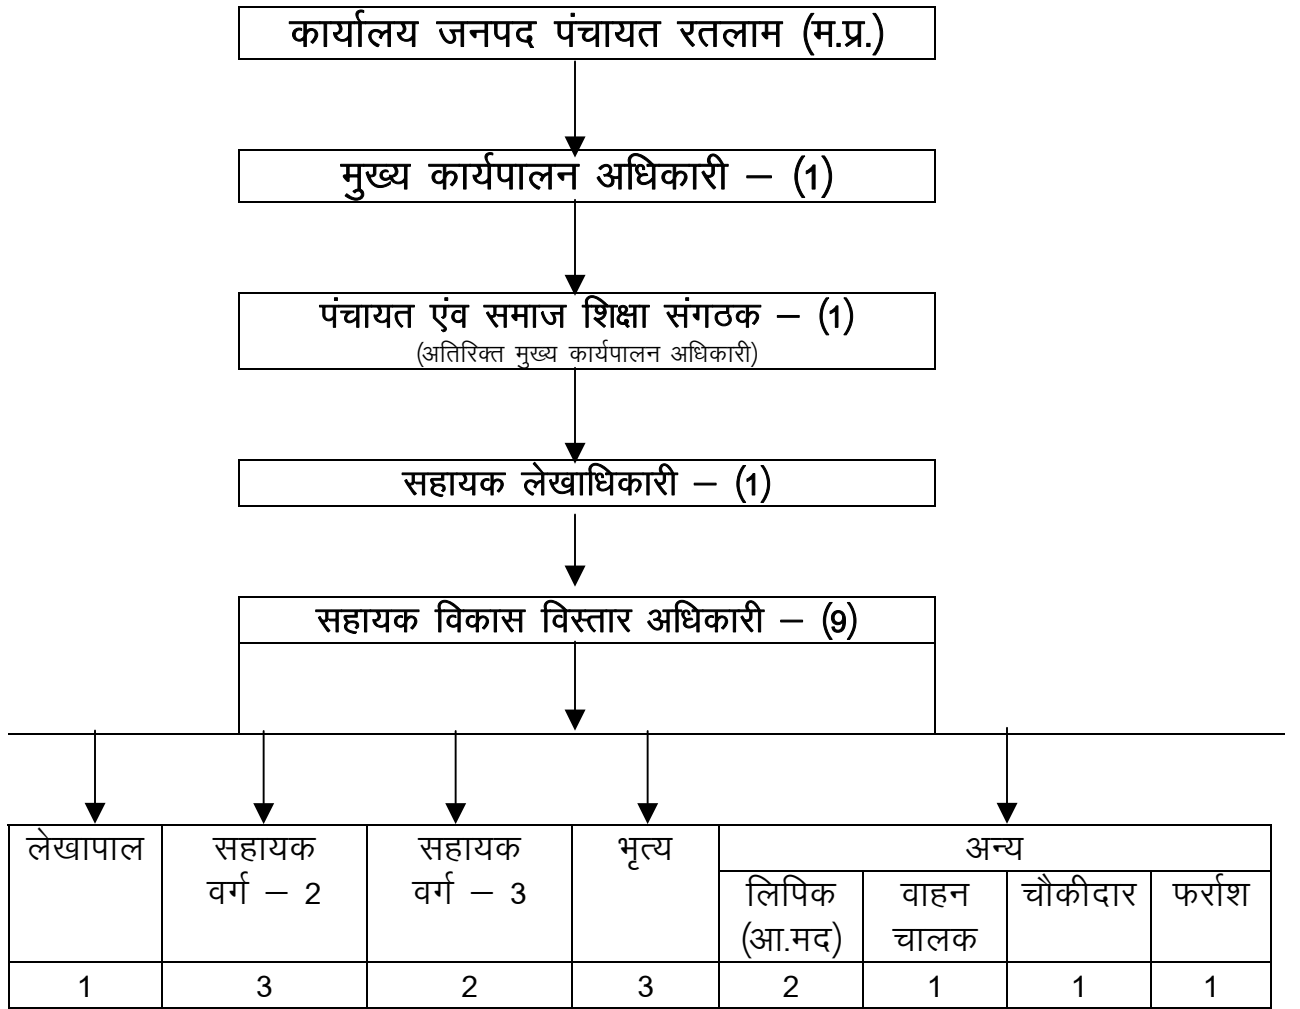 कार्यालय जनपद पंचायत रतलाम (म.प्र.)
मुख्य कार्यपालन अधिकारी – (1)
पंचायत एंव समाज शिक्षा संगठक – (1)
(अतिरिक्त मुख्य कार्यपालन अधिकारी)
सहायक लेखाधिकारी – (1)
सहायक विकास विस्तार अधिकारी – (9)
लेखापाल सहायक सहायक भृत्य अन्य
वर्ग – 2 वर्ग – 3 लिपिक वाहन चौकीदार फर्राश
(आ.मद) चालक
1 3 2 3 2 1 1 1